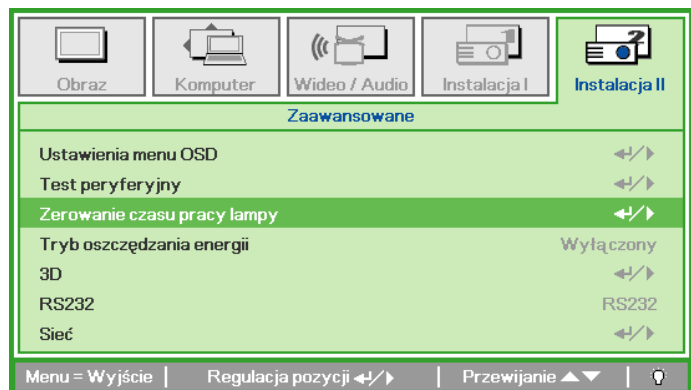 Obraz
Komputer
Wideo / Audio
Instalacja I
2
Instalacja II
Zaawansowane
Ustawienia menu OSD
Test peryferyjny
Zerowanie czasu pracy lampy
Tryb oszczędzania energii Wyłączony
3D
RS232 RS232
Sieć
Menu = Wyjście | Regulacja pozycji ↵/▶ | Przewijanie ▲▼ |